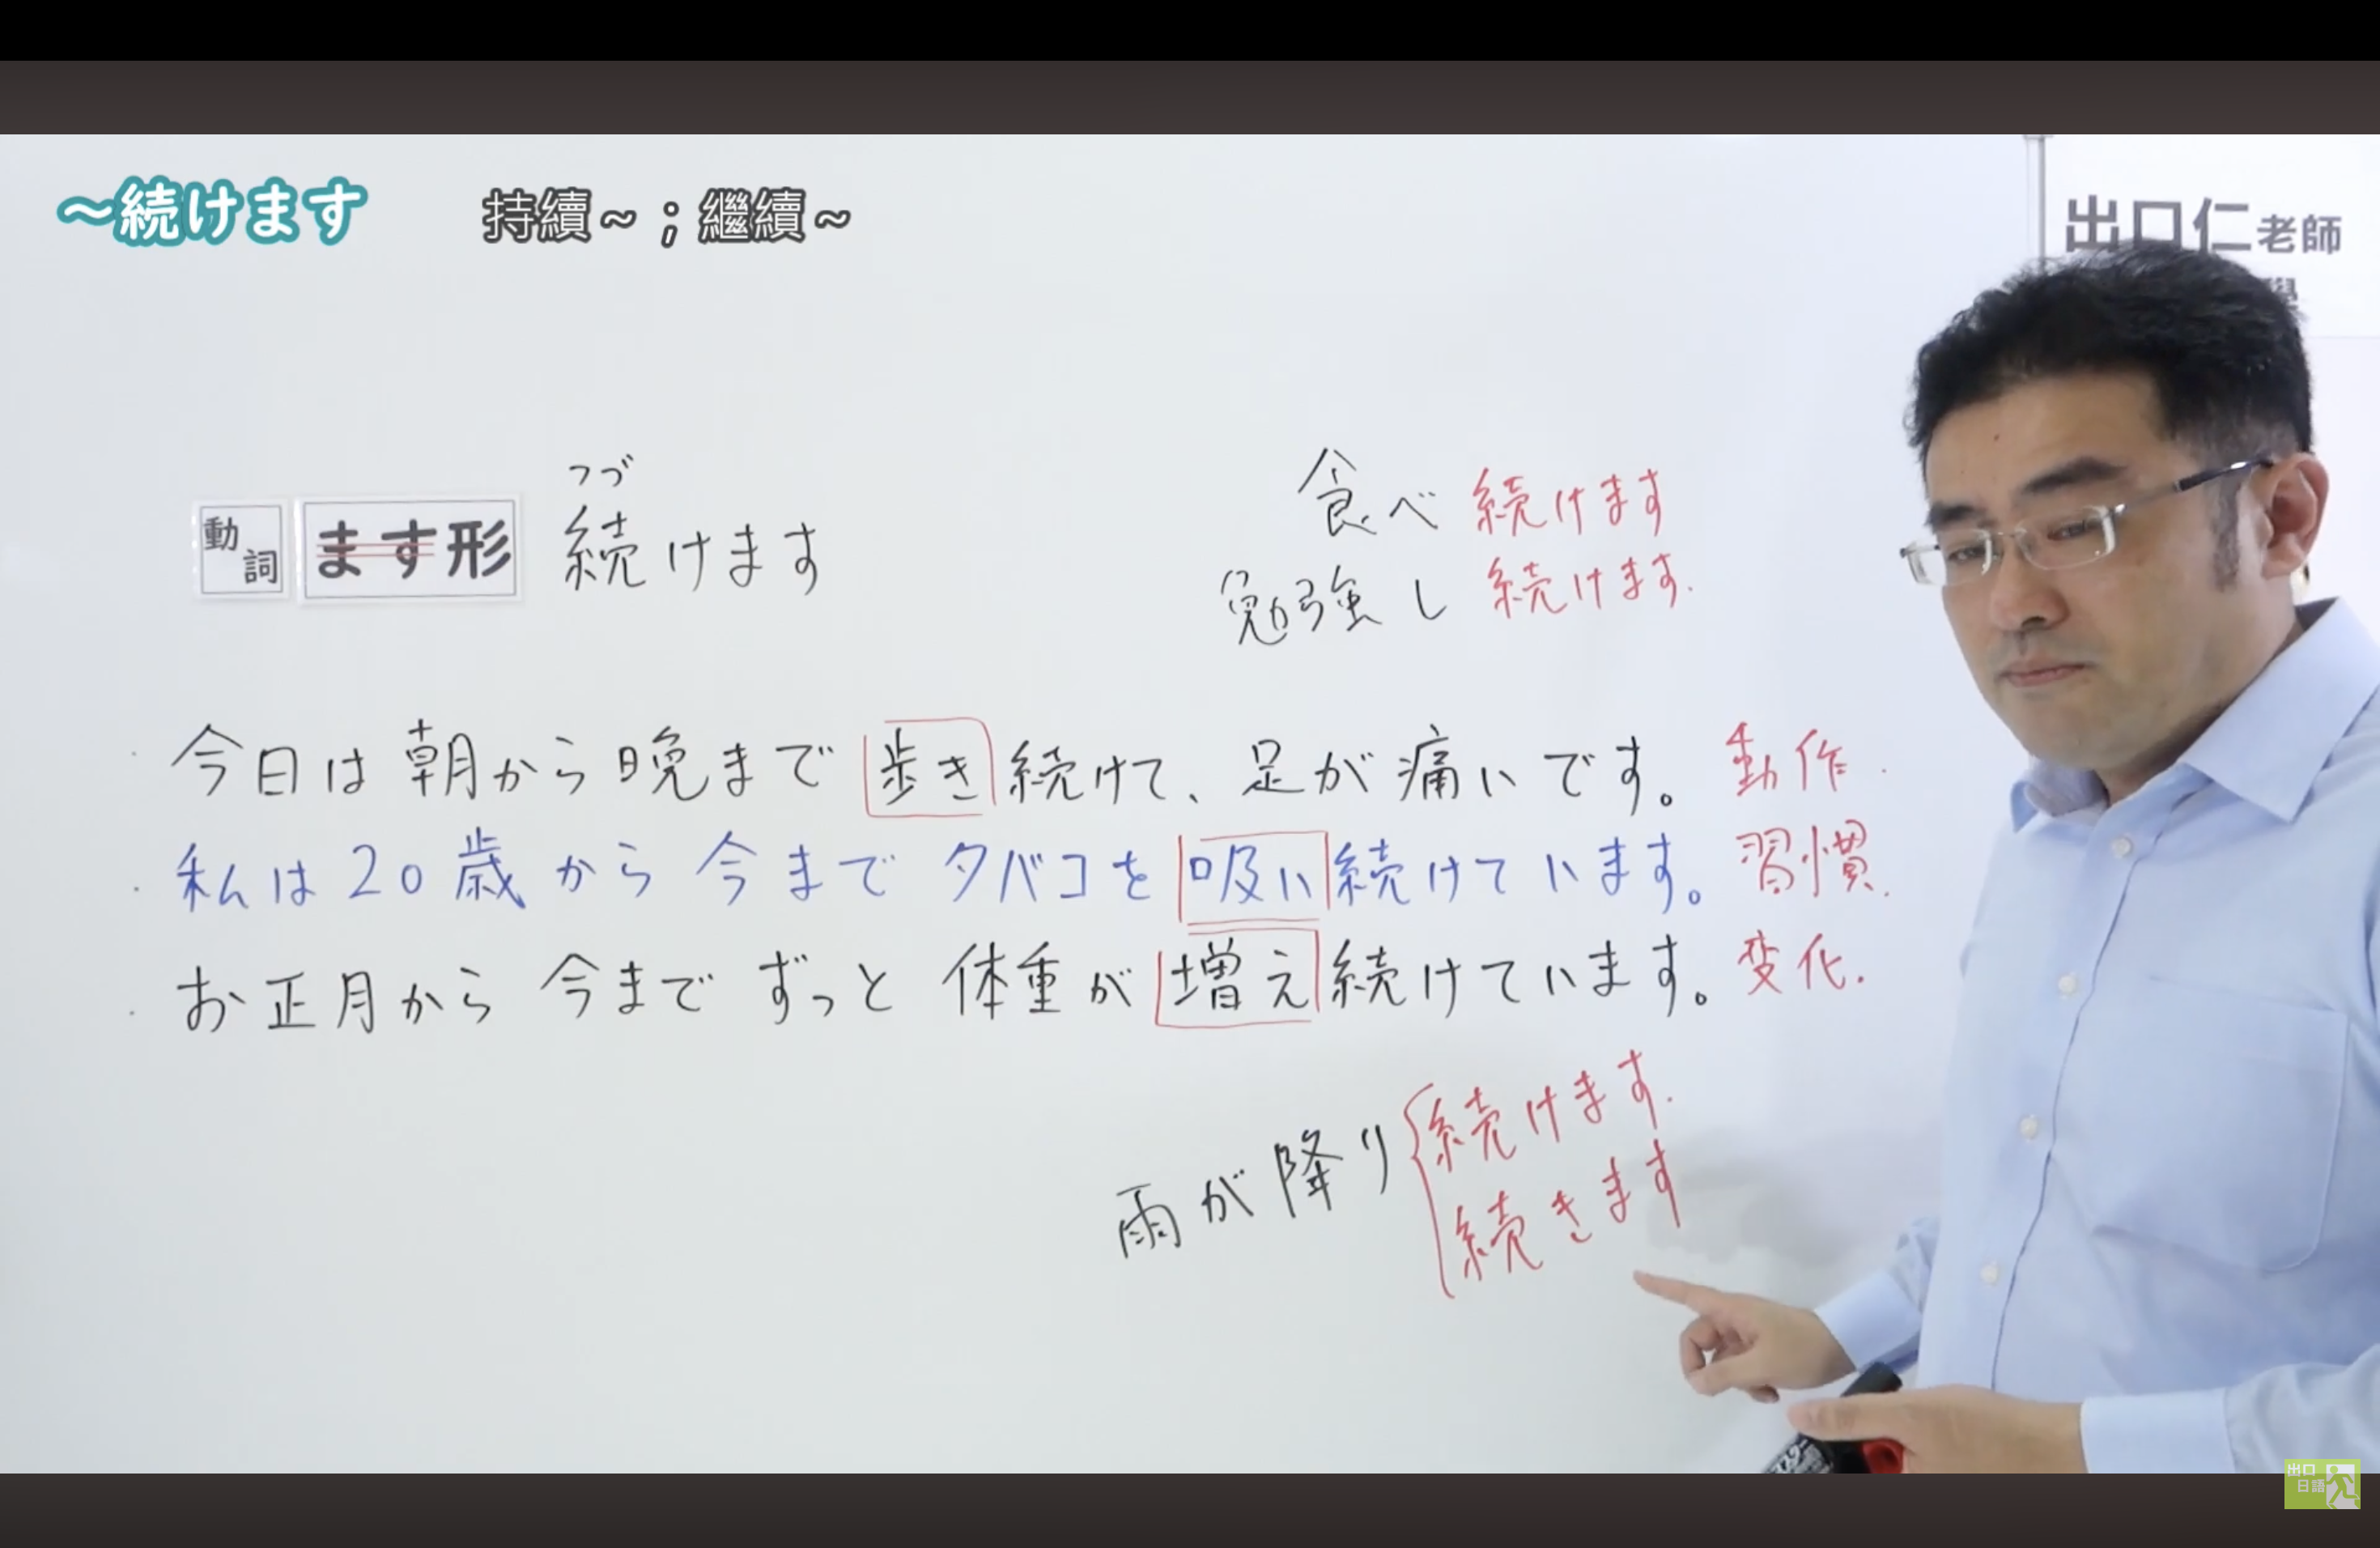 ～続けます　持續～；繼續～
出口仁老師
學
つづ
動詞 ます形 続けます
食べ続けます
勉強し続けます.
・今日は朝から晩まで歩き続けて、足が痛いです。 動作.
・私は20歳から今までタバコを吸い続けています。 習慣.
・お正月から今までずっと体重が増え続けています。 変化.
雨が降り 続けます.
続きます
出口
日語